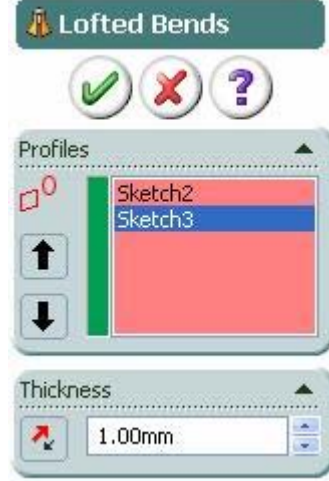 Lofted Bends
?
Profiles
Sketch2
Sketch3
Thickness
1.00mm